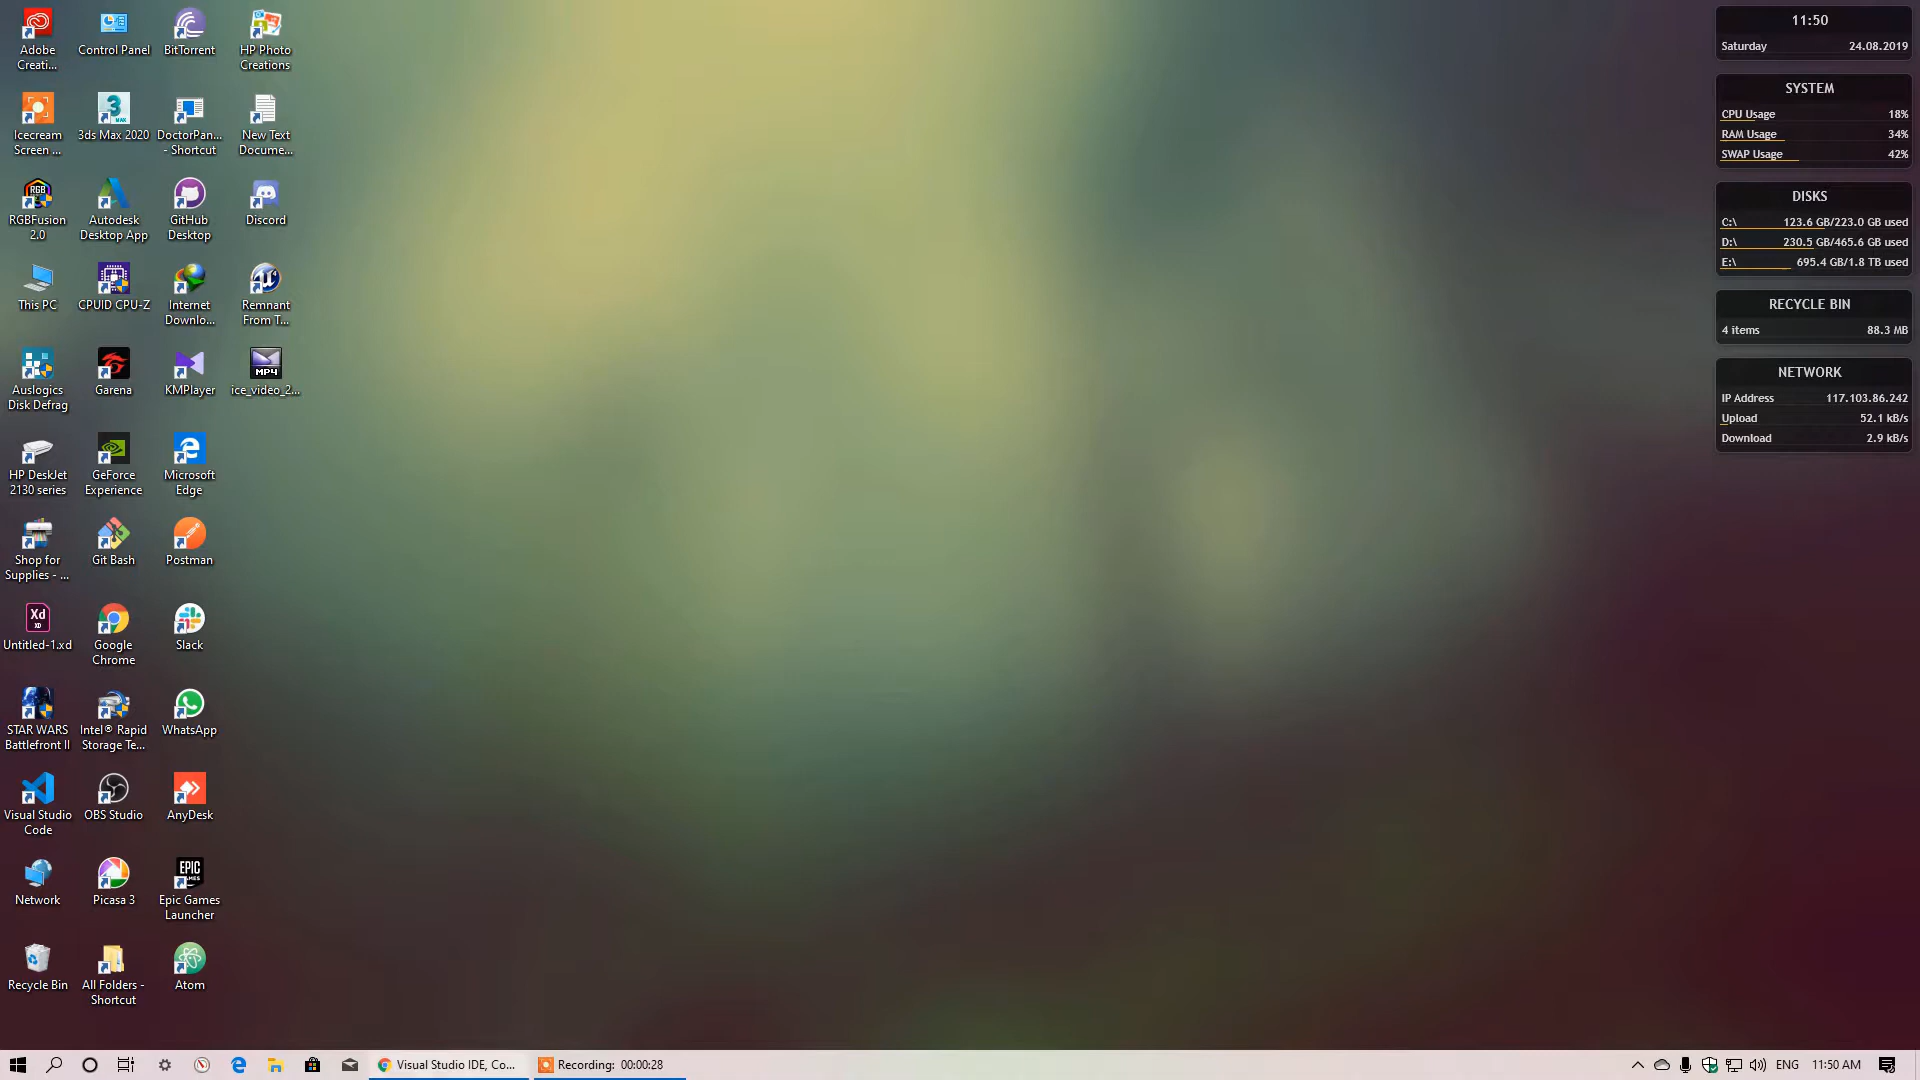 Adobe
Creati...
Control Panel
BitTorrent
HP Photo
Creations
Icecream
Screen ...
3ds Max 2020
DoctorPan...
- Shortcut
New Text
Docume...
RGBFusion
2.0
Autodesk
Desktop App
GitHub
Desktop
Discord
This PC
CPUID CPU-Z
Internet
Downlo...
Remnant
From T...
Auslogics
Disk Defrag
Garena
KMPlayer
MP4
ice_video_2...
HP DeskJet
2130 series
GeForce
Experience
Microsoft
Edge
Shop for
Supplies - ...
Git Bash
Postman
Untitled-1.xd
Google
Chrome
Slack
STAR WARS
Battlefront II
Intel® Rapid
Storage Te...
WhatsApp
Visual Studio
Code
OBS Studio
AnyDesk
Network
Picasa 3
Epic Games
Launcher
Recycle Bin
All Folders -
Shortcut
Atom
11:50
Saturday 24.08.2019
SYSTEM
CPU Usage 18%
RAM Usage 34%
SWAP Usage 42%
DISKS
C:\ 123.6 GB/223.0 GB used
D:\ 230.5 GB/465.6 GB used
E:\ 695.4 GB/1.8 TB used
RECYCLE BIN
4 items 88.3 MB
NETWORK
IP Address 117.103.86.242
Upload 52.1 kB/s
Download 2.9 kB/s
Visual Studio IDE, Co...
Recording: 00:00:28
ENG
11:50 AM